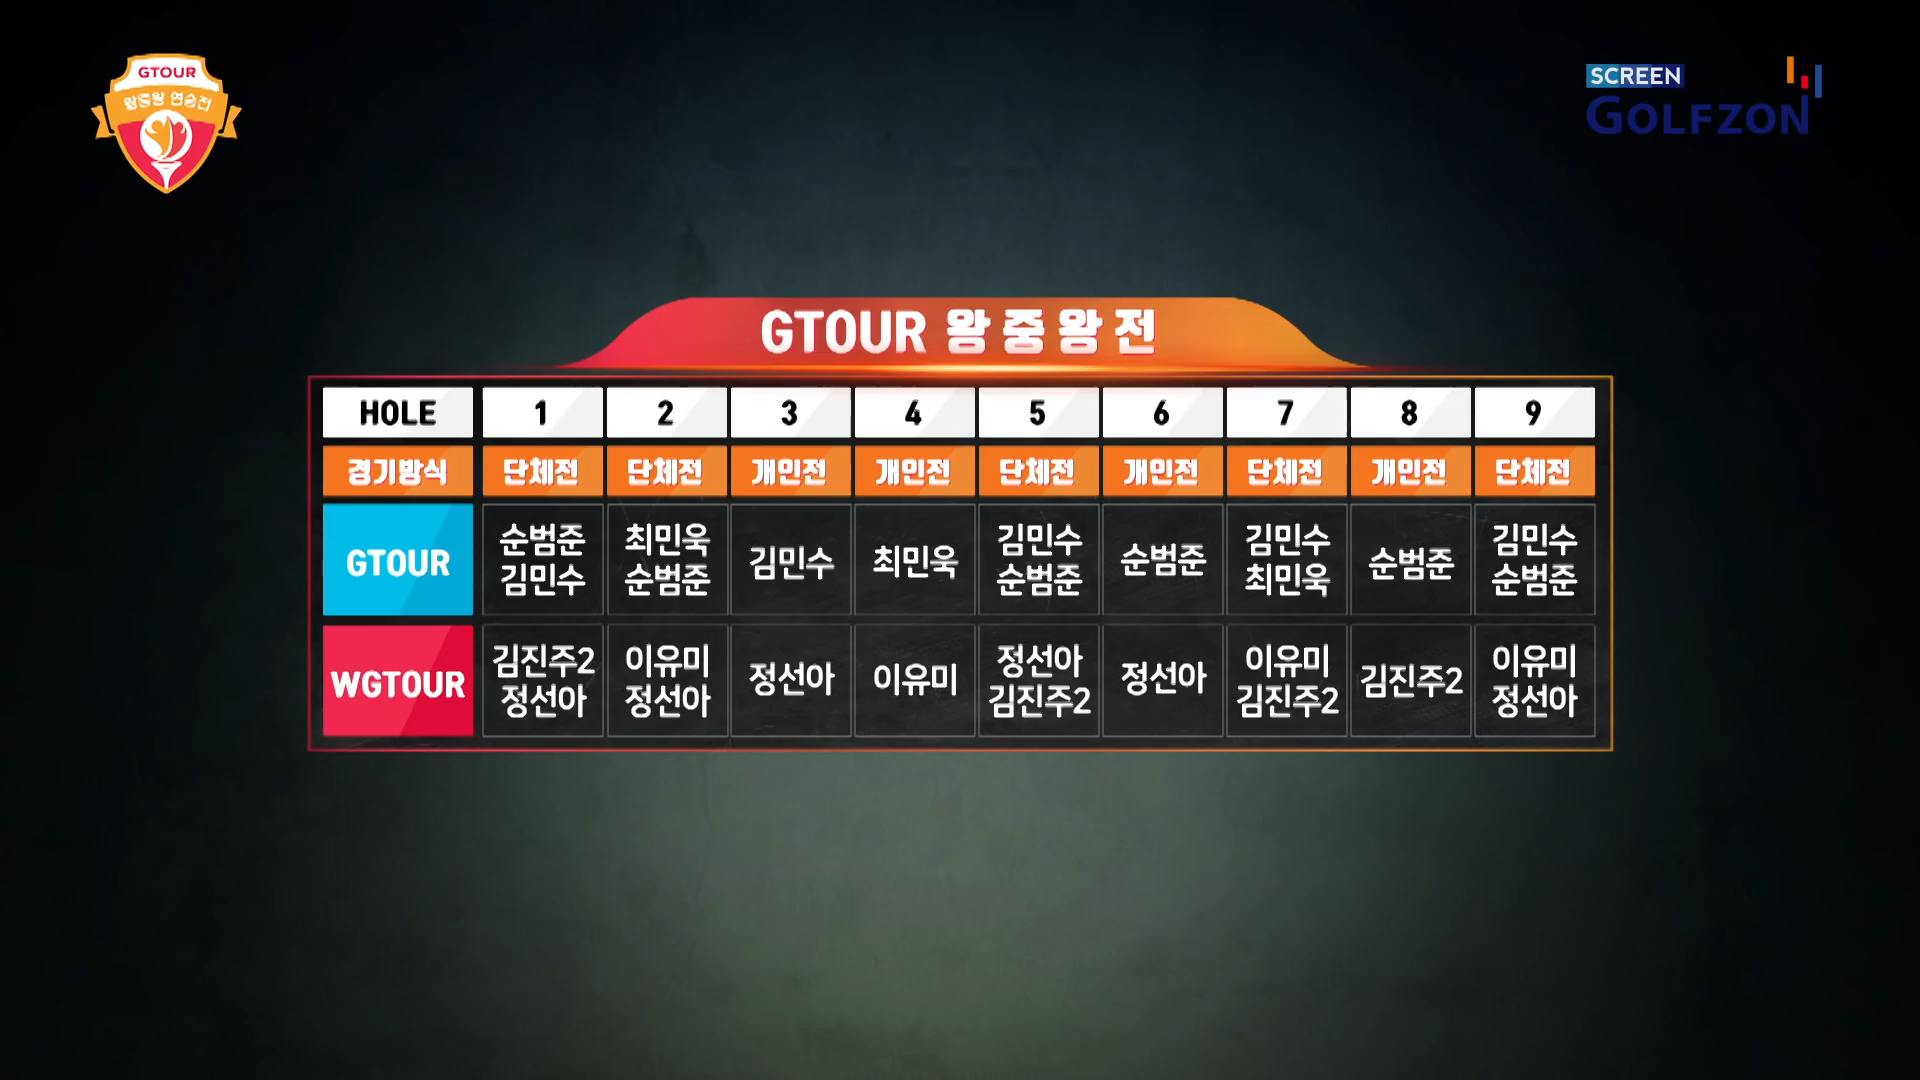 GTOUR
왕중왕 연승전
SCREEN
GOLFZON
GTOUR 왕중왕전
HOLE 1 2 3 4 5 6 7 8 9
경기방식 단체전 단체전 개인전 개인전 단체전 개인전 단체전 개인전 단체전
GTOUR
순범준
김민수
최민욱
순범준
김민수
최민욱
김민수
순범준
순범준
김민수
최민욱
순범준
김민수
순범준
WGTOUR
김진주2
정선아
이유미
정선아
정선아
이유미
정선아
김진주2
정선아
이유미
김진주2
김진주2
이유미
정선아